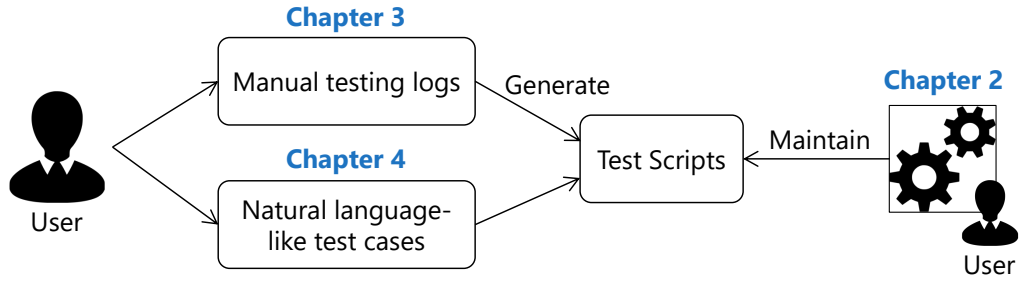 Chapter 3
Manual testing logs
Generate
User
Chapter 4
Natural language-
like test cases
Test Scripts
Maintain
Chapter 2
User